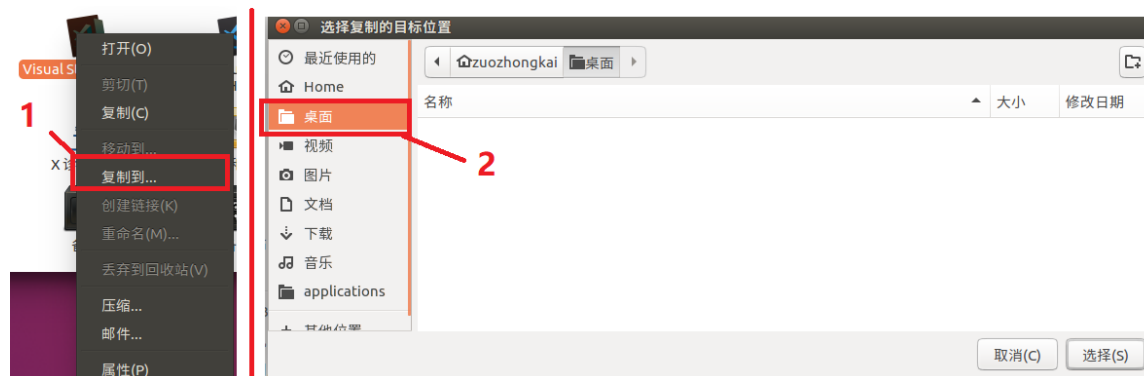 Visual S
打开(O)
剪切(T)
复制(C)
移动到...
复制到...
创建链接(K)
重命名(M)...
丢弃到回收站(V)
压缩...
邮件...
属性(P)
1
X
选择复制的目标位置
最近使用的
Home
桌面
视频
图片
文档
下载
音乐
applications
+ 其他位置
zuozhongkai
桌面
名称
大小
修改日期
2
取消(C)
选择(S)